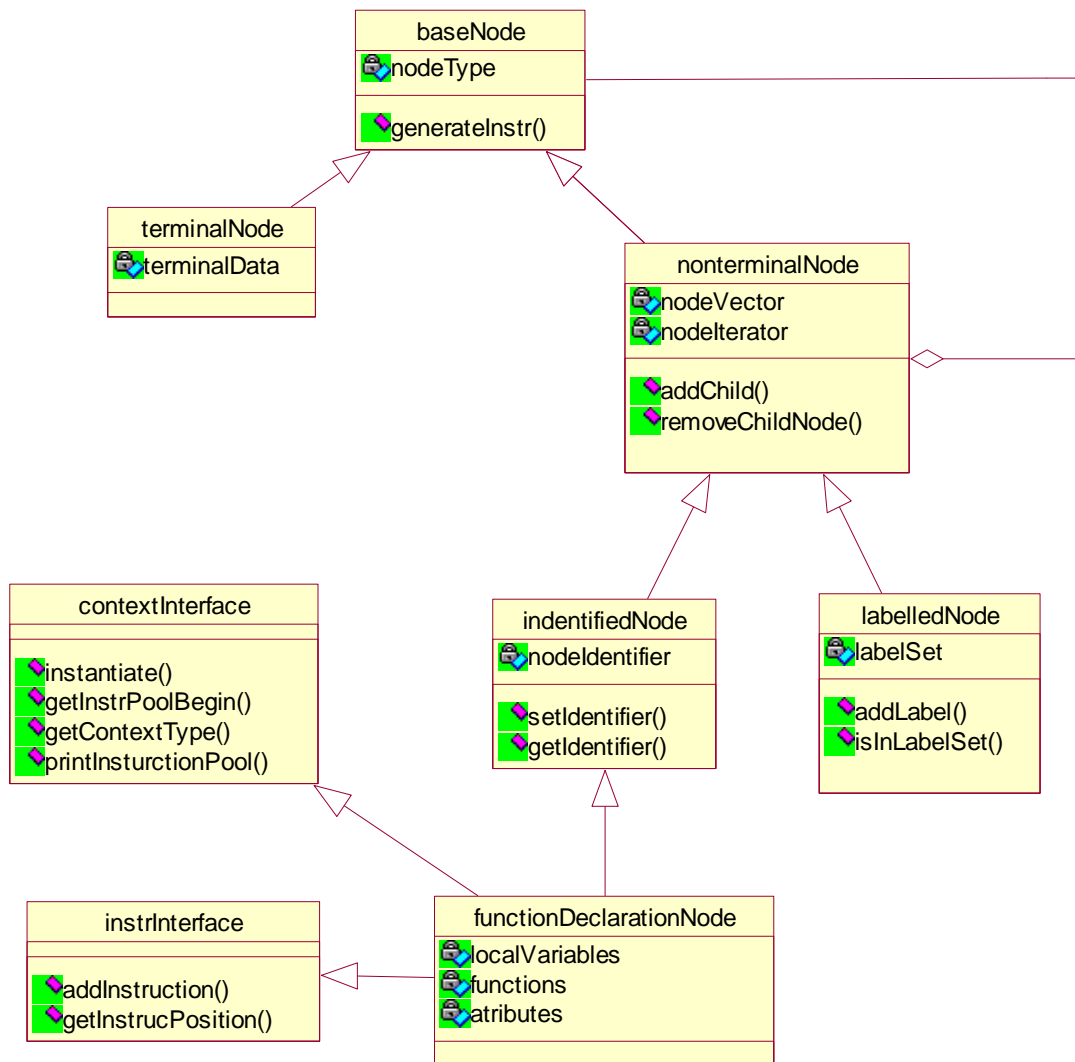 baseNode
nodeType
generateInstr()
terminalNode
terminalData
nonterminalNode
nodeVector
nodeIterator
addChild()
removeChildNode()
contextInterface
instantiate()
getInstrPoolBegin()
getContextType()
printInsturctionPool()
indentifiedNode
nodeIdentifier
setIdentifier()
getIdentifier()
labelledNode
labelSet
addLabel()
isInLabelSet()
instrInterface
addInstruction()
getInstrucPosition()
functionDeclarationNode
localVariables
functions
atributes